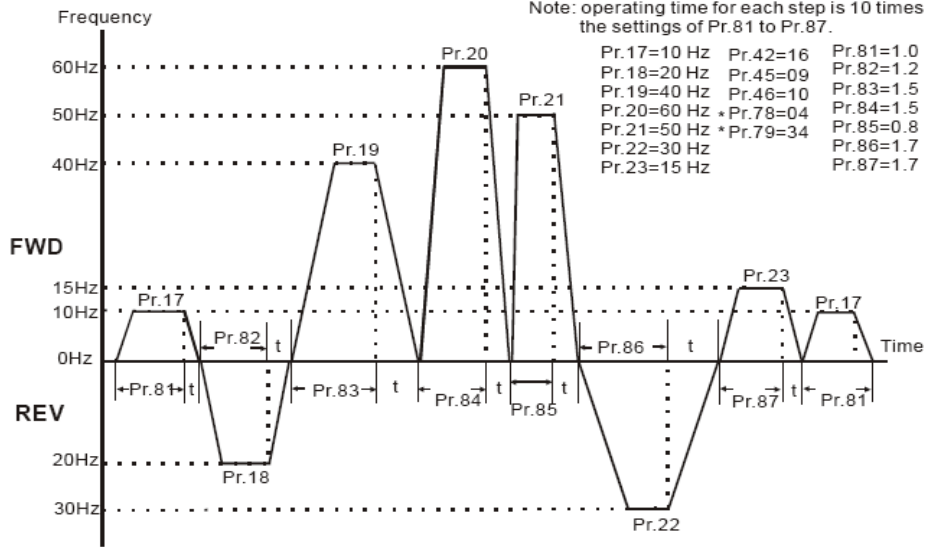 Note: operating time for each step is 10 times
the settings of Pr.81 to Pr.87.
Frequency
Pr.17=10 Hz Pr.42=16 Pr.81=1.0
Pr.18=20 Hz Pr.45=09 Pr.82=1.2
Pr.19=40 Hz Pr.46=10 Pr.83=1.5
Pr.20=60 Hz *Pr.78=04 Pr.84=1.5
Pr.21=50 Hz *Pr.79=34 Pr.85=0.8
Pr.22=30 Hz Pr.86=1.7
Pr.23=15 Hz Pr.87=1.7
Pr.20
60Hz
Pr.21
50Hz
Pr.19
40Hz
FWD
15Hz
Pr.23
Pr.17
Pr.17
10Hz
Pr.82 t Pr.86 t
0Hz
Time
Pr.81 t Pr.83 t Pr.84 t Pr.85 t Pr.87 t Pr.81
REV
20Hz
Pr.18
30Hz
Pr.22